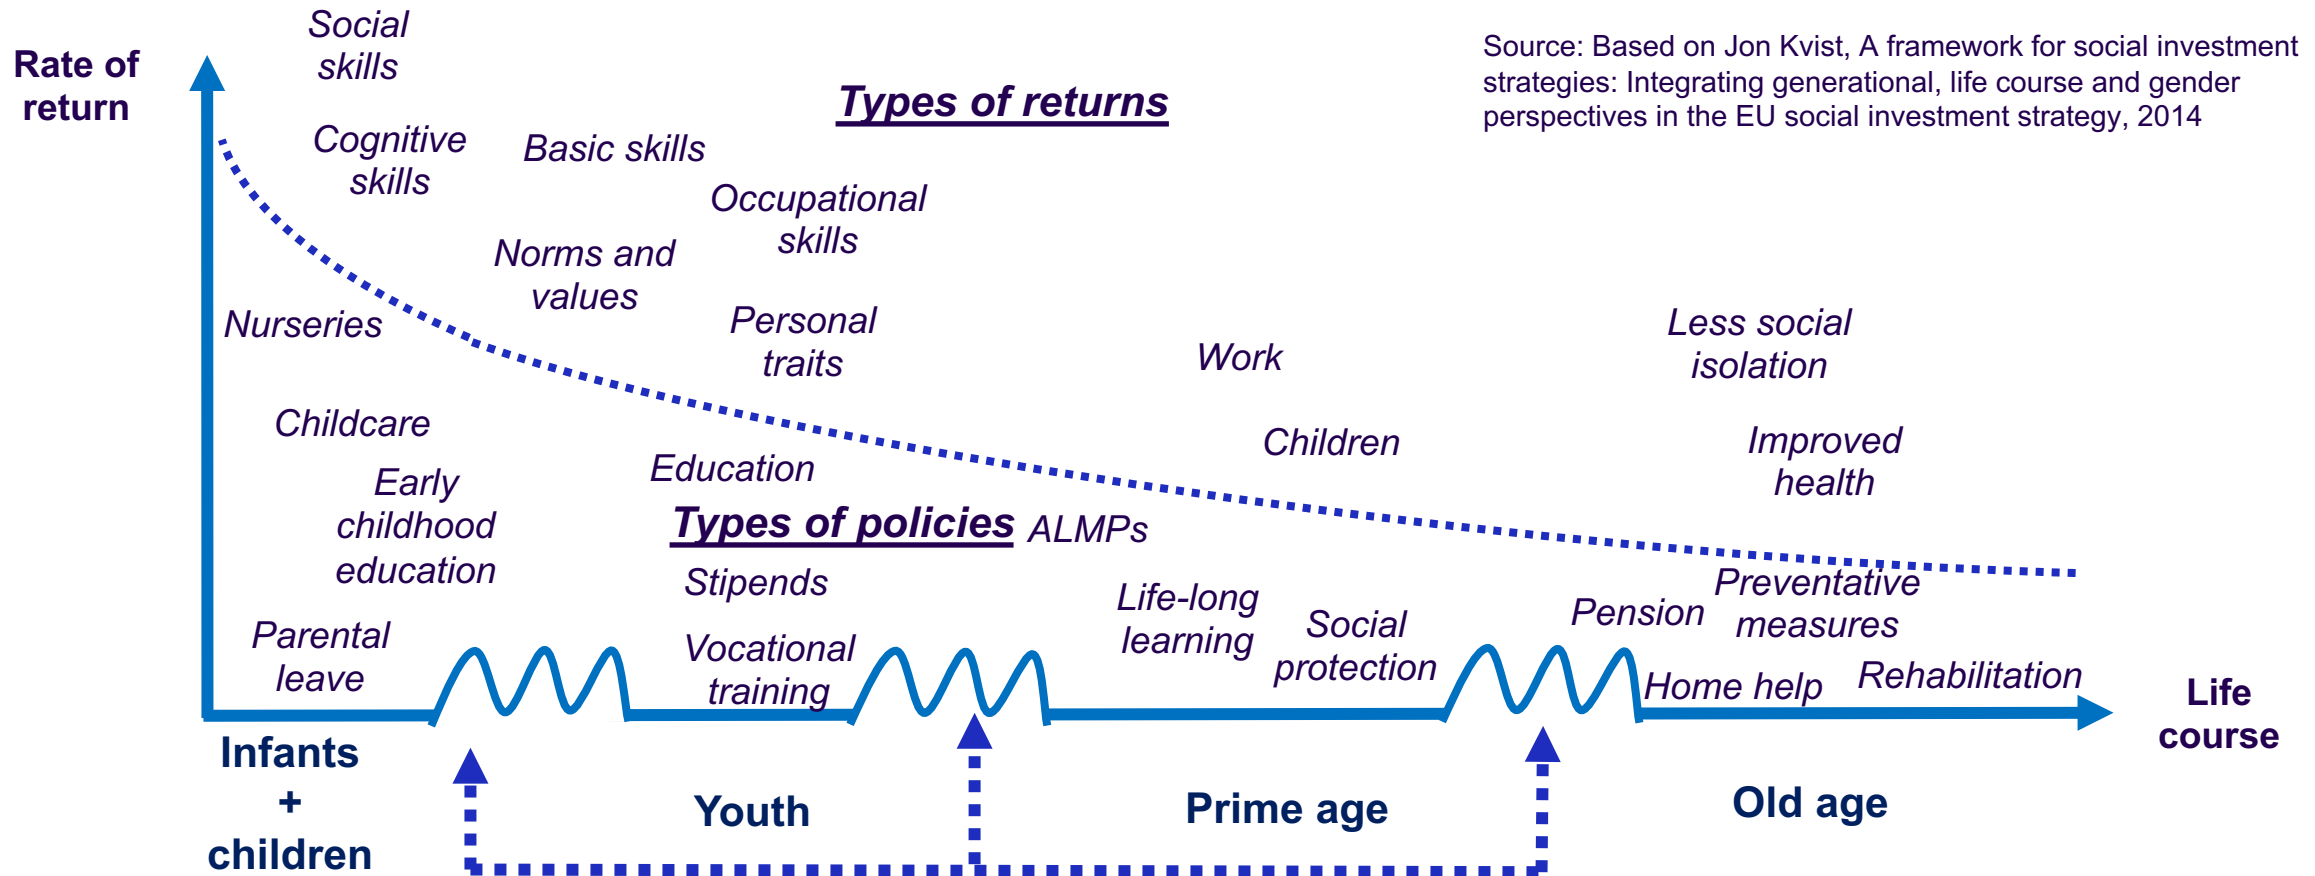 Social
skills
Rate of
return
Source: Based on Jon Kvist, A framework for social investment
strategies: Integrating generational, life course and gender
perspectives in the EU social investment strategy, 2014
Types of returns
Cognitive
skills
Basic skills
Occupational
skills
Norms and
values
Nurseries
Personal
traits
Work
Less social
isolation
Childcare
Children
Improved
health
Early
childhood
education
Education
Types of policies
ALMPs
Stipends
Life-long
learning
Social
protection
Pension
Preventative
measures
Parental
leave
Vocational
training
Home help
Rehabilitation
Life
course
Infants
+
children
Youth
Prime age
Old age